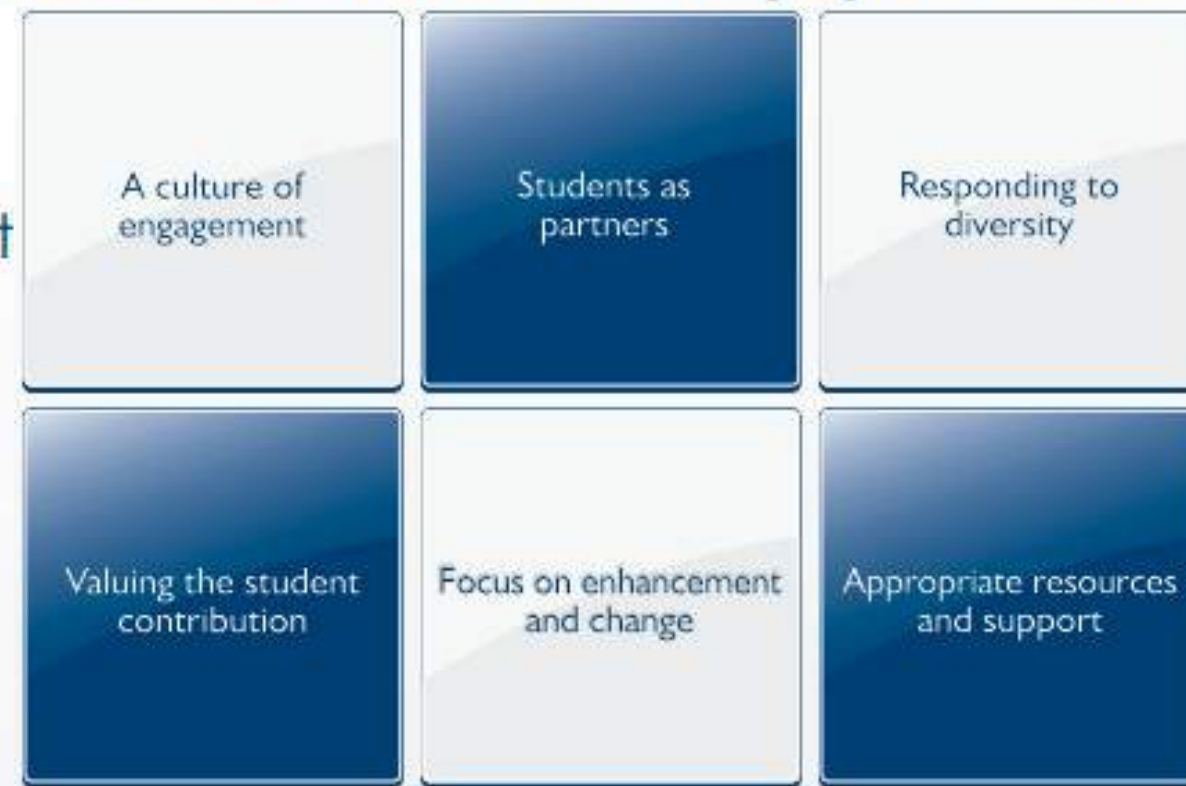 A culture of
engagement
Students as
partners
Responding to
diversity
Valuing the student
contribution
Focus on enhancement
and change
Appropriate resources
and support